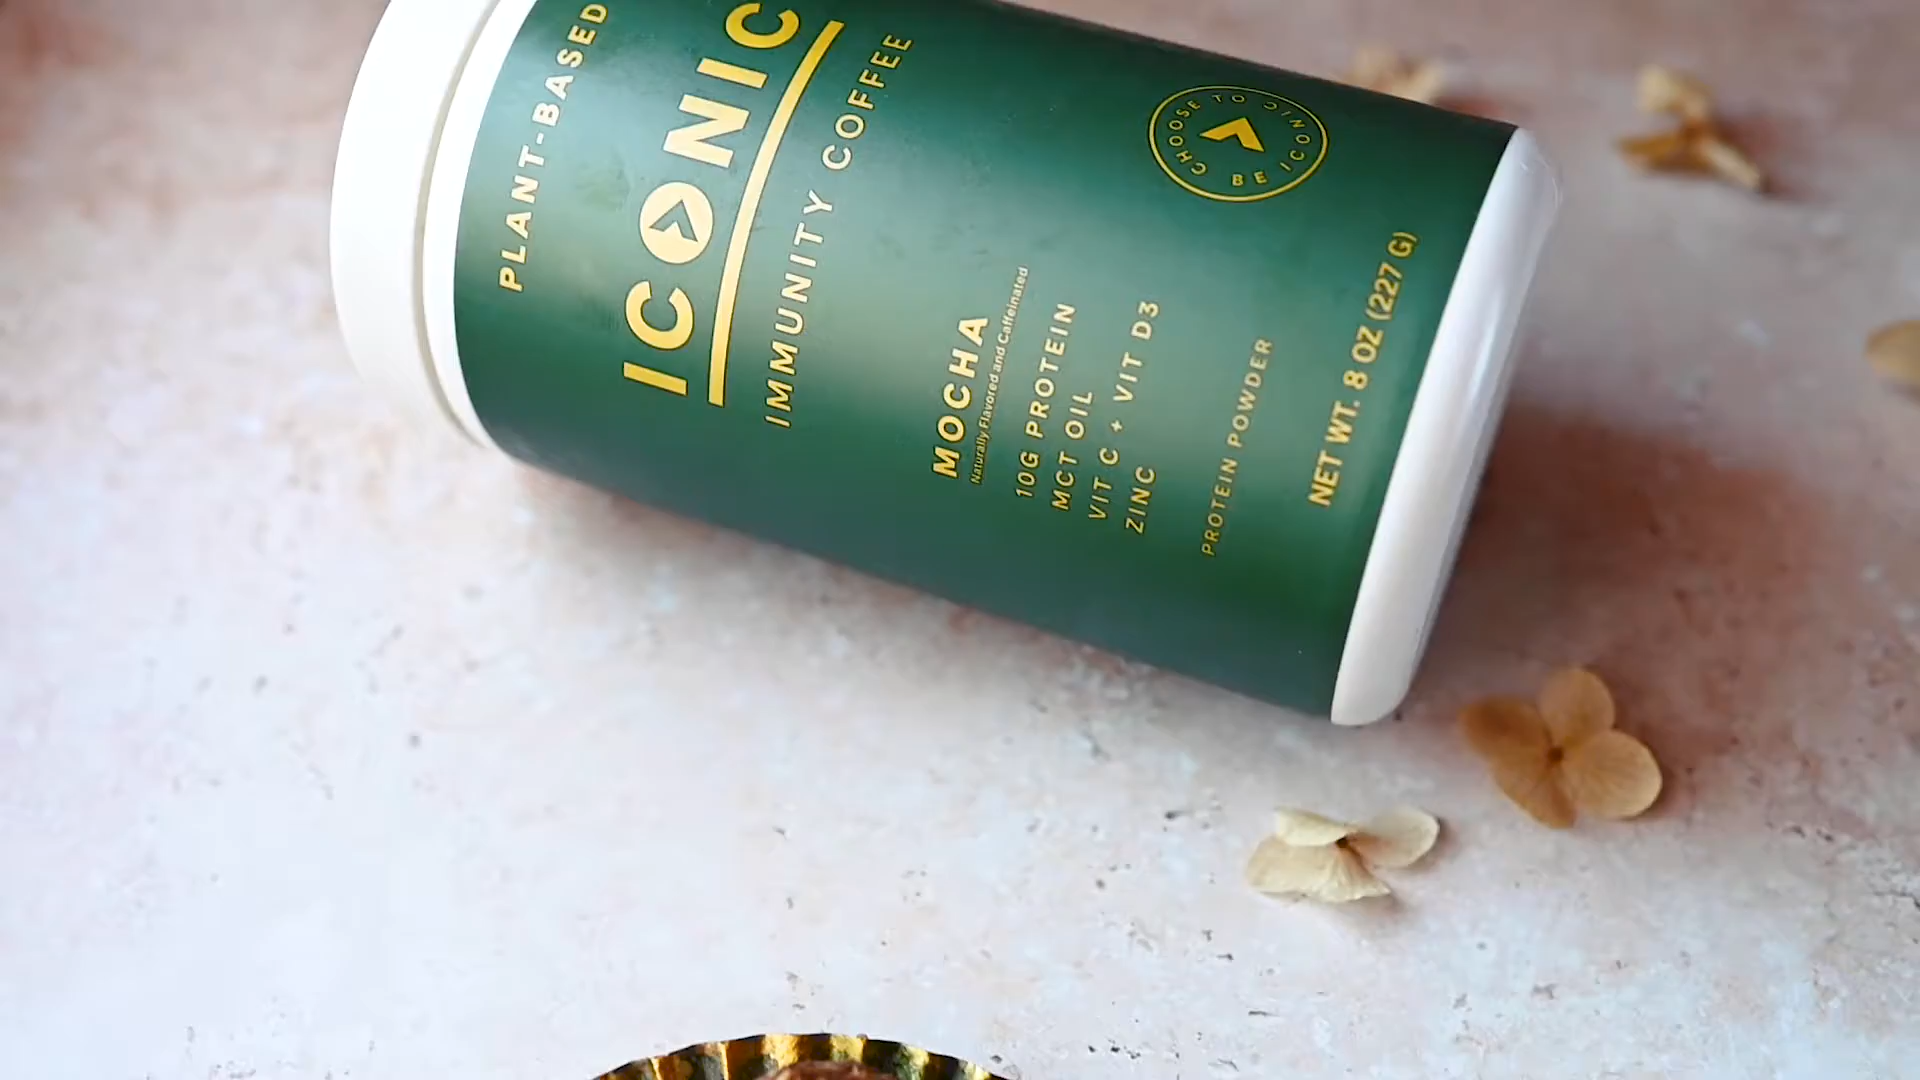 PLANT-BASED
ICONIC
IMMUNITY COFFEE
MOCHA
Naturally Flavored and Caffeinated
10G PROTEIN
MCT OIL
VIT C + VIT D3
ZINC
PROTEIN POWDER
NET WT. 8 OZ (227 G)
CHOOSE TO BE ICONIC